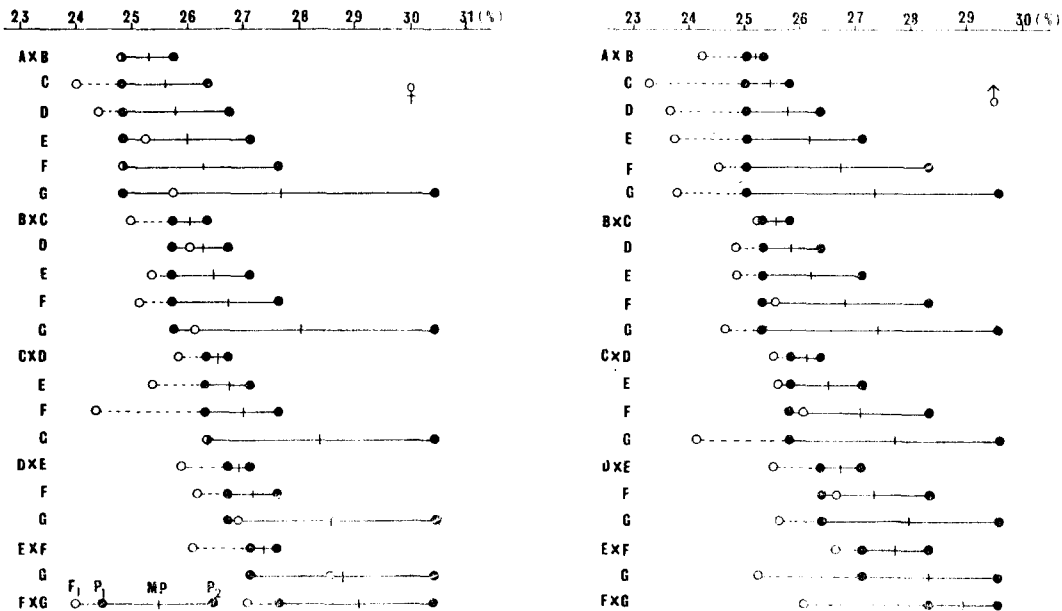 23 24 25 26 27 28 29 30 31(%)
A×B
C
D
E
F
G
B×C
D
E
F
G
C×D
E
F
G
D×E
F
G
E×F
G
F×G
F₁ P₁ MP P₂
♀
23 24 25 26 27 28 29 30 (%)
A×B
C
D
E
F
G
B×C
D
E
F
G
C×D
E
F
G
D×E
F
G
E×F
G
F×G
♂